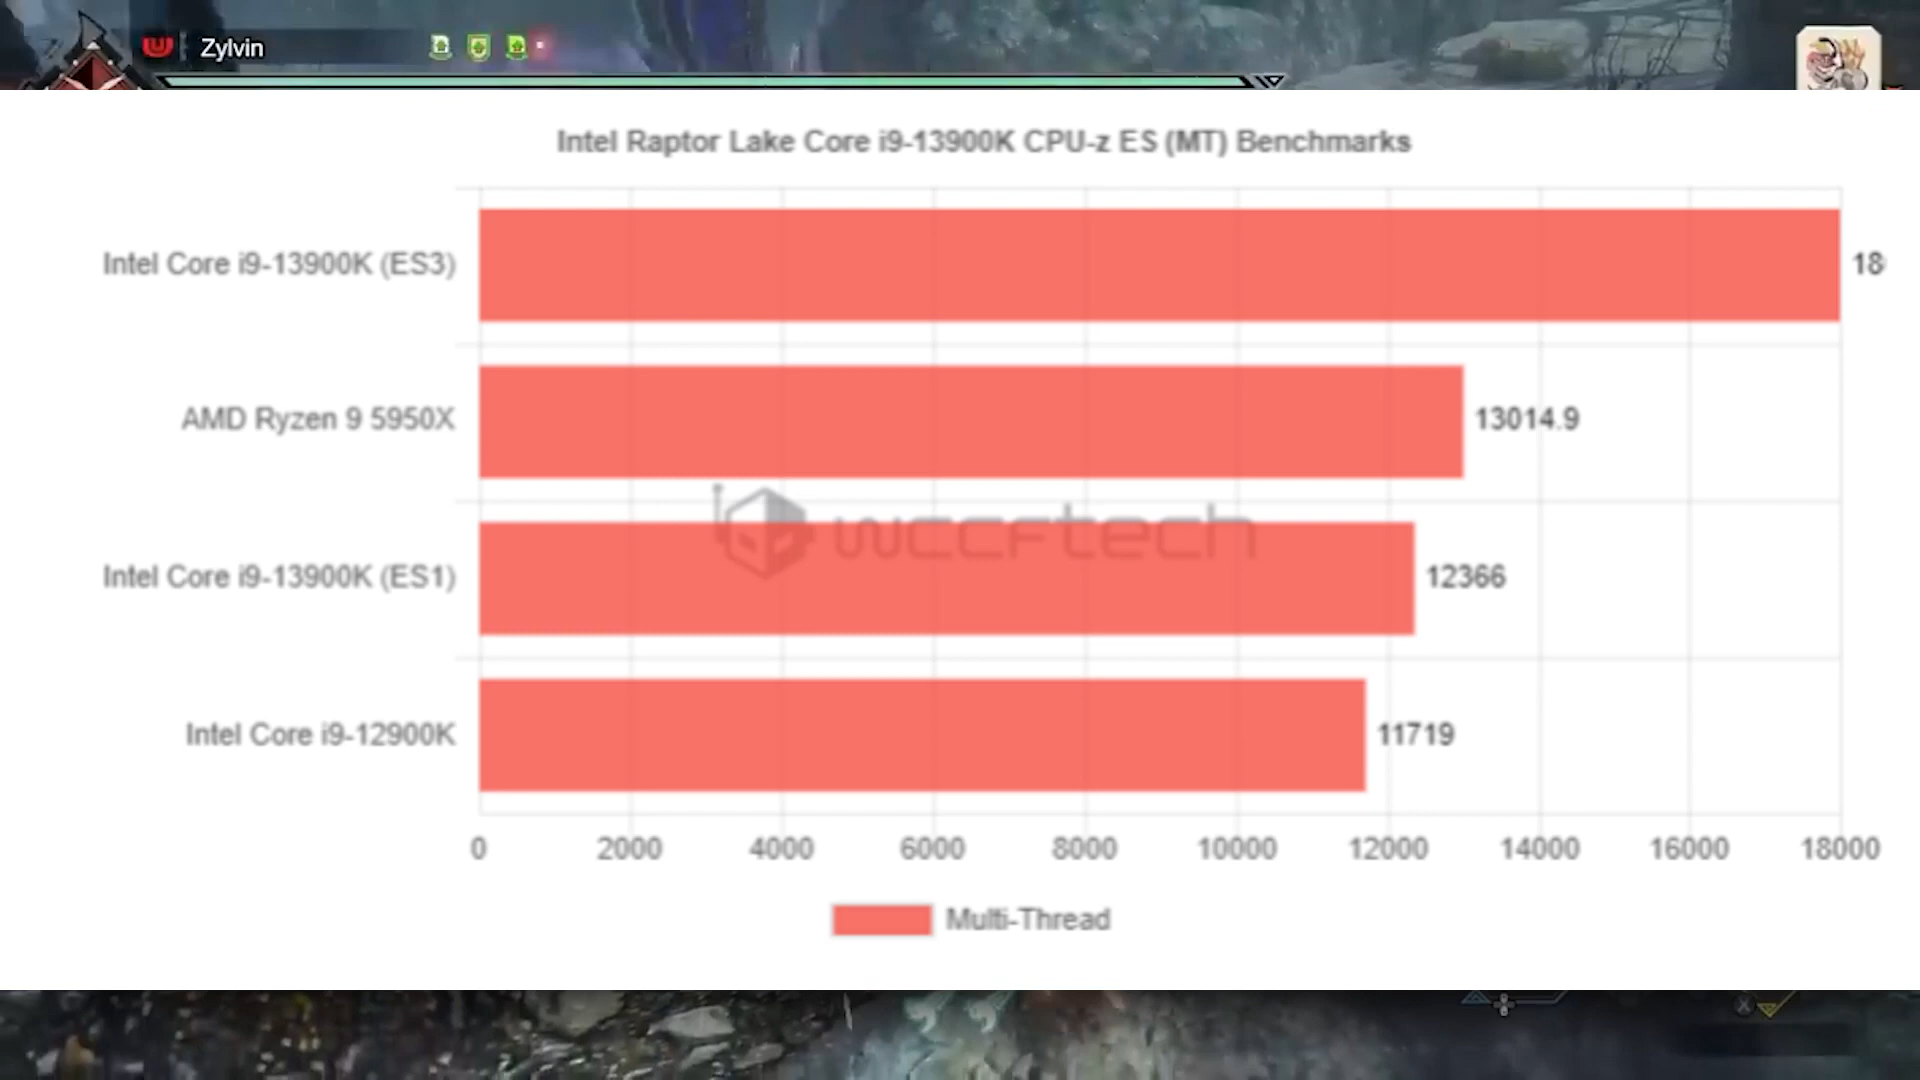 Zylvin
Intel Raptor Lake Core i9-13900K CPU-z ES (MT) Benchmarks
Intel Core i9-13900K (ES3)
18
AMD Ryzen 9 5950X
13014.9
wccftech
Intel Core i9-13900K (ES1)
12366
Intel Core i9-12900K
11719
0 2000 4000 6000 8000 10000 12000 14000 16000 18000
Multi-Thread
X